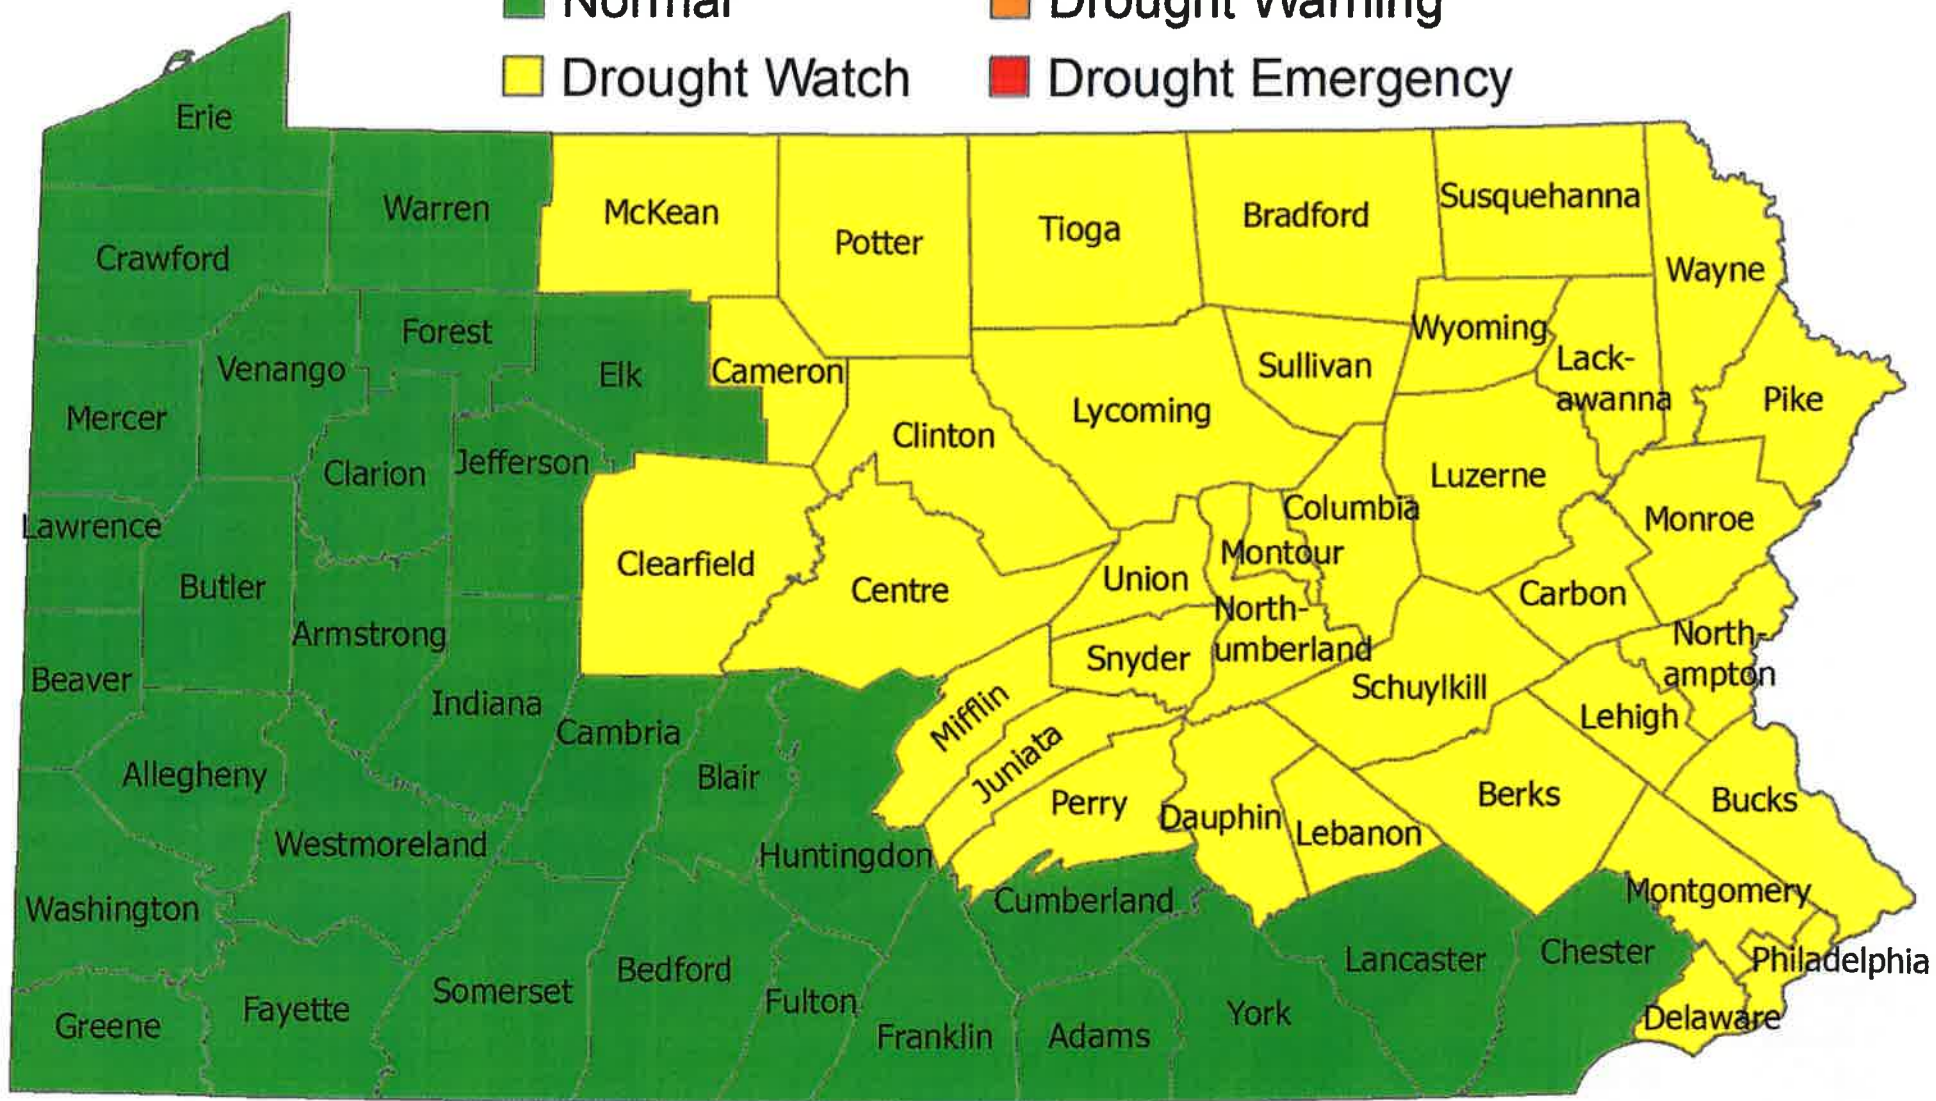 Normal
Drought Warning
Drought Watch
Drought Emergency
Erie
Warren
McKean
Potter
Tioga
Bradford
Susquehanna
Wayne
Crawford
Forest
Venango
Elk
Cameron
Clinton
Lycoming
Sullivan
Wyoming
Lack-
awanna
Pike
Mercer
Clarion
Jefferson
Luzerne
Columbia
Monroe
Lawrence
Butler
Clearfield
Centre
Union
Montour
Carbon
Armstrong
Snyder
North-
umberland
North-
ampton
Beaver
Indiana
Cambria
Mifflin
Schuylkill
Lehigh
Allegheny
Blair
Juniata
Perry
Dauphin
Lebanon
Berks
Bucks
Westmoreland
Huntingdon
Cumberland
Montgomery
Washington
Somerset
Bedford
Fulton
Lancaster
Chester
Philadelphia
Greene
Fayette
Franklin
Adams
York
Delaware